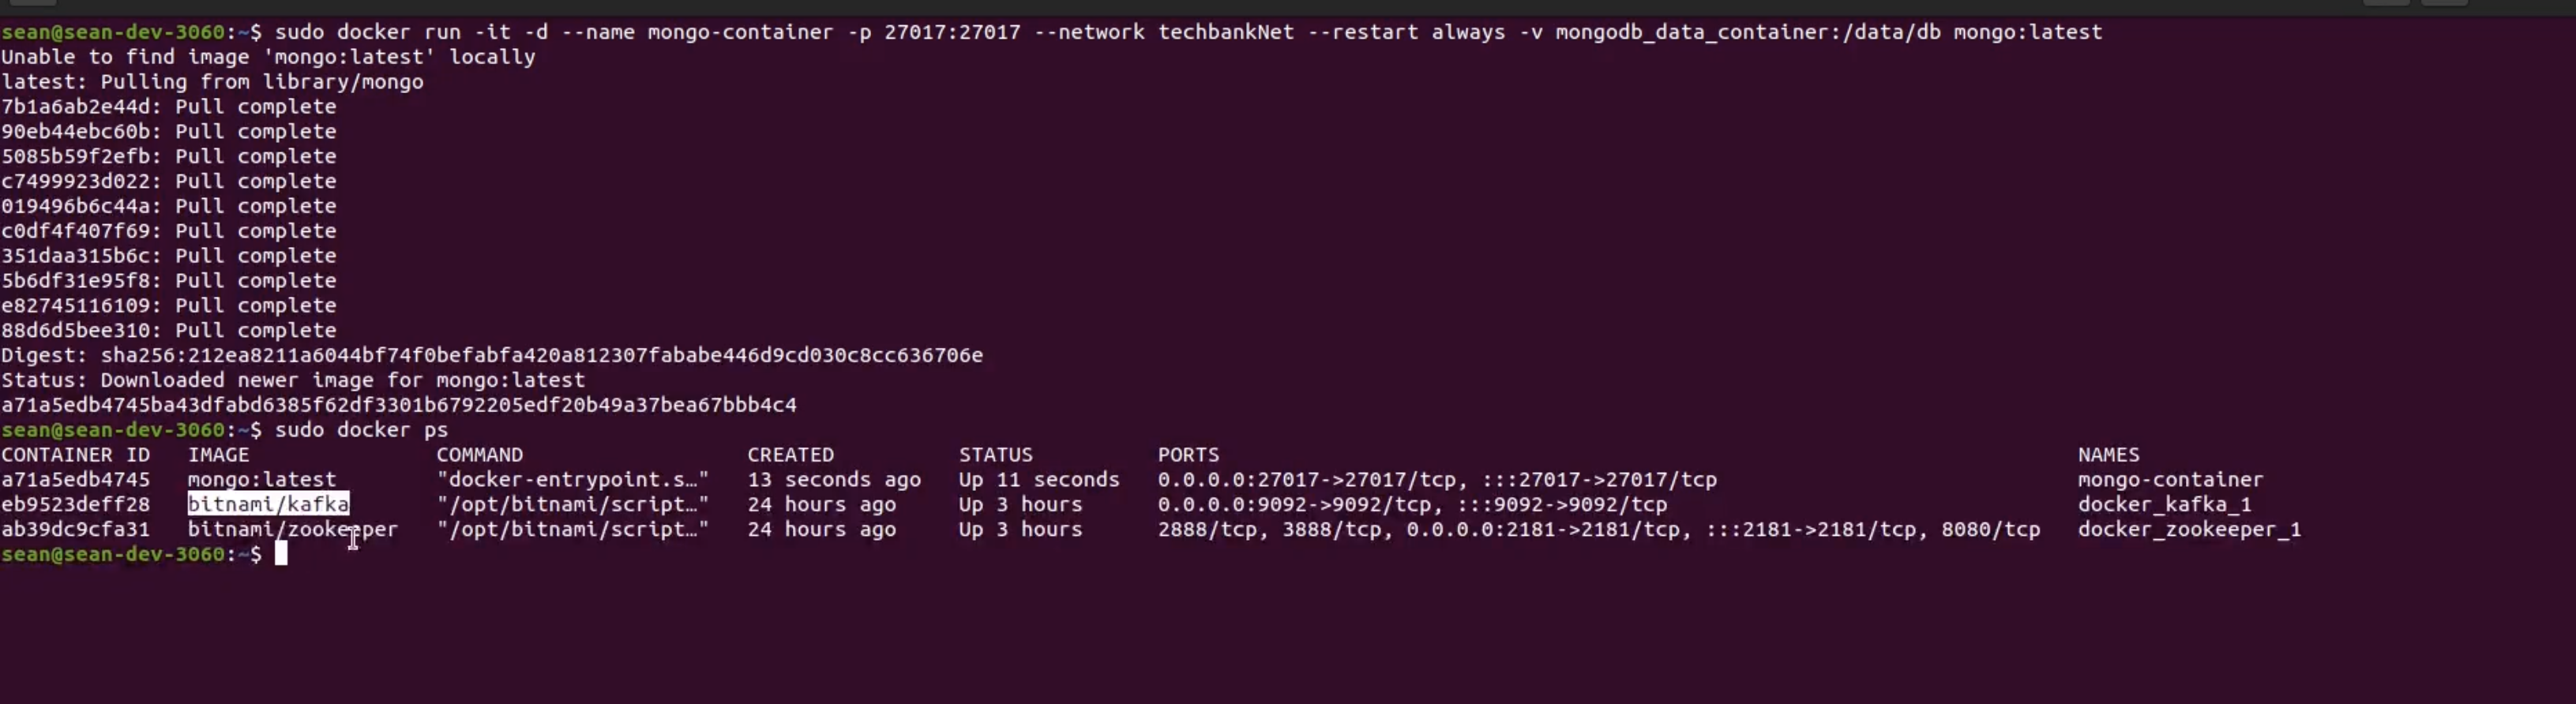 sean@sean-dev-3060:~$ sudo docker run -it -d --name mongo-container -p 27017:27017 --network techbankNet --restart always -v mongodb_data_container:/data/db mongo:latest
Unable to find image 'mongo:latest' locally
latest: Pulling from library/mongo
7b1a6ab2e44d: Pull complete
90eb44ebc60b: Pull complete
5085b59f2efb: Pull complete
c7499923d022: Pull complete
019496b6c44a: Pull complete
c0df4f407f69: Pull complete
351daa315b6c: Pull complete
5b6df31e95f8: Pull complete
e82745116109: Pull complete
88d6d5bee310: Pull complete
Digest: sha256:212ea8211a6044bf74f0befabfa420a812307fababe446d9cd030c8cc636706e
Status: Downloaded newer image for mongo:latest
a71a5edb4745ba43dfabd6385f62df3301b6792205edf20b49a37bea67bbb4c4
sean@sean-dev-3060:~$ sudo docker ps
CONTAINER ID   IMAGE               COMMAND                  CREATED          STATUS          PORTS                                                                     NAMES
a71a5edb4745   mongo:latest        "docker-entrypoint.s…"   13 seconds ago   Up 11 seconds   0.0.0.0:27017->27017/tcp, :::27017->27017/tcp                             mongo-container
eb9523deff28   bitnami/kafka       "/opt/bitnami/script…"   24 hours ago     Up 3 hours      0.0.0.0:9092->9092/tcp, :::9092->9092/tcp                                 docker_kafka_1
ab39dc9cfa31   bitnami/zookeeper   "/opt/bitnami/script…"   24 hours ago     Up 3 hours      2888/tcp, 3888/tcp, 0.0.0.0:2181->2181/tcp, :::2181->2181/tcp, 8080/tcp   docker_zookeeper_1
sean@sean-dev-3060:~$